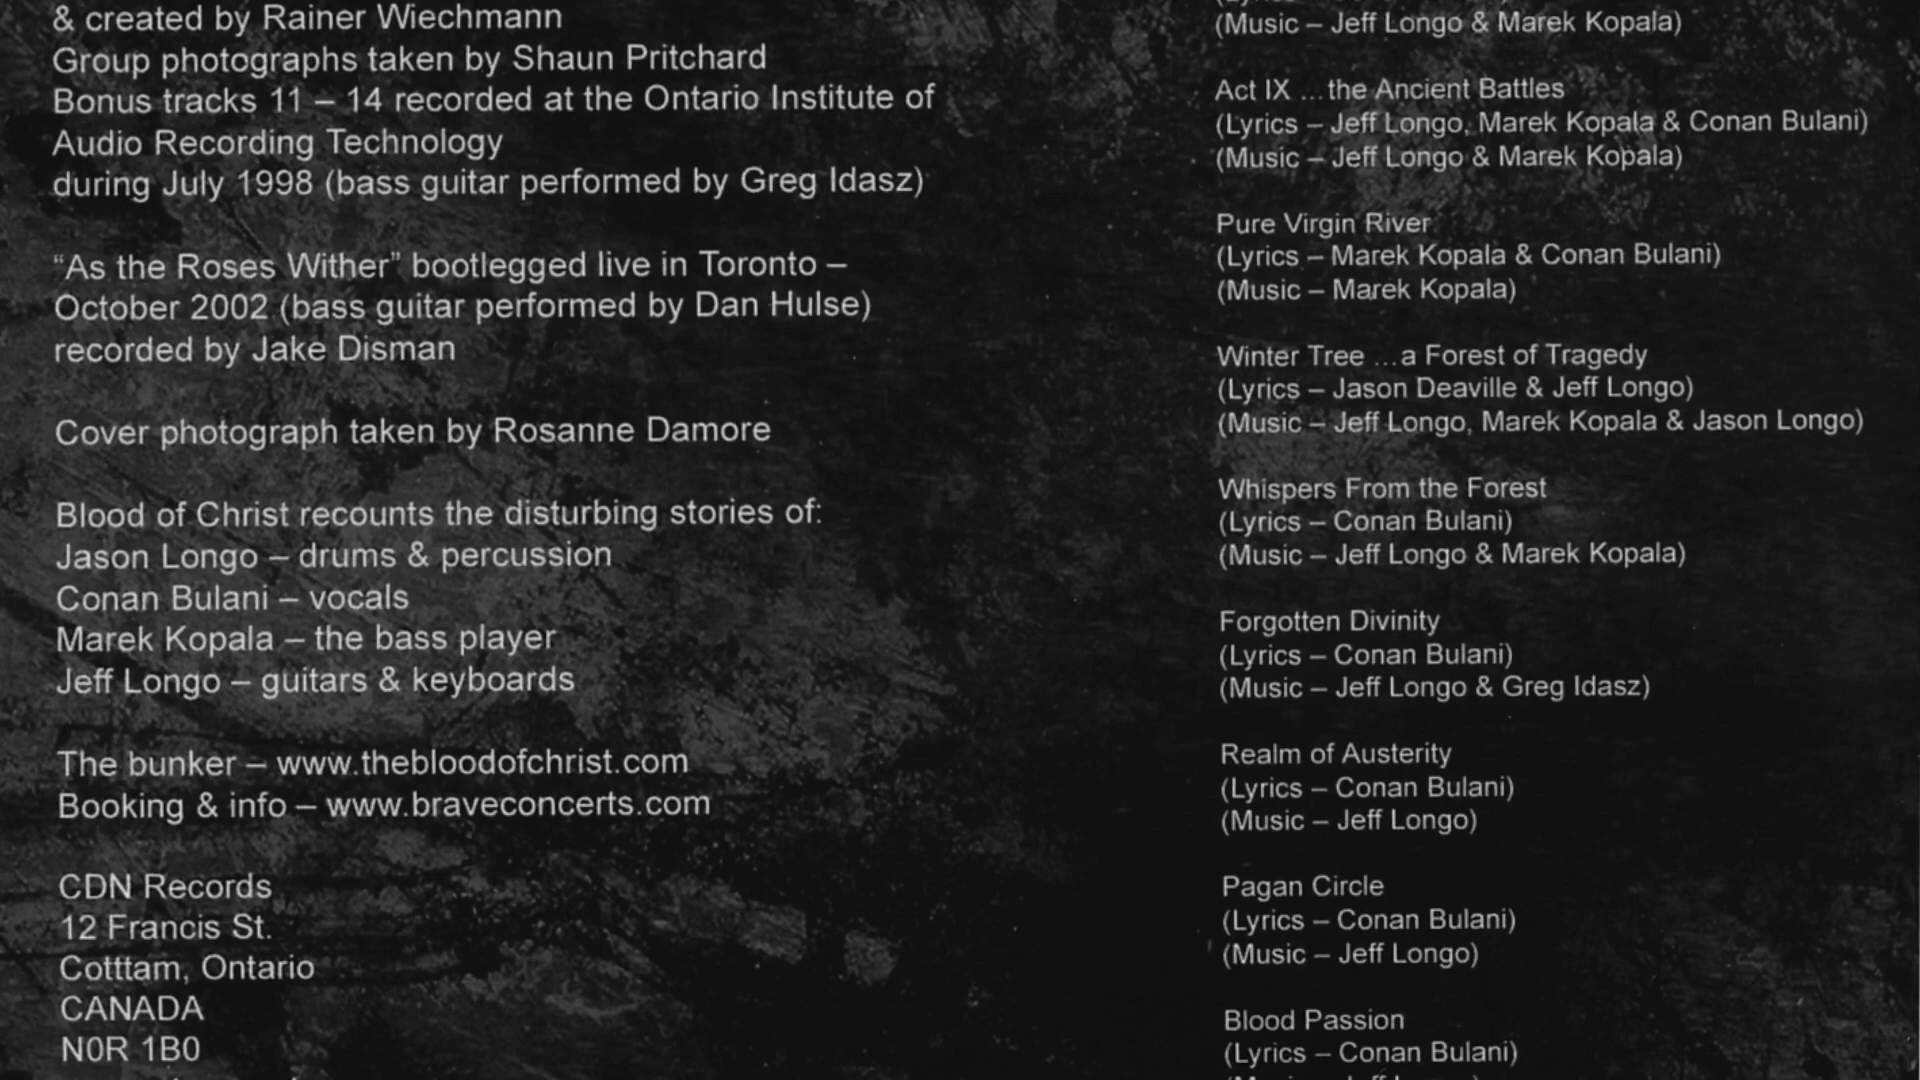 & created by Rainer Wiechmann
Group photographs taken by Shaun Pritchard
Bonus tracks 11 – 14 recorded at the Ontario Institute of
Audio Recording Technology
during July 1998 (bass guitar performed by Greg Idasz)
“As the Roses Wither” bootlegged live in Toronto –
October 2002 (bass guitar performed by Dan Hulse)
recorded by Jake Disman
Cover photograph taken by Rosanne Damore
Blood of Christ recounts the disturbing stories of:
Jason Longo – drums & percussion
Conan Bulani – vocals
Marek Kopala – the bass player
Jeff Longo – guitars & keyboards
The bunker – www.thebloodofchrist.com
Booking & info – www.braveconcerts.com
CDN Records
12 Francis St.
Cotttam, Ontario
CANADA
N0R 1B0
(Music – Jeff Longo & Marek Kopala)
Act IX ...the Ancient Battles
(Lyrics – Jeff Longo, Marek Kopala & Conan Bulani)
(Music – Jeff Longo & Marek Kopala)
Pure Virgin River
(Lyrics – Marek Kopala & Conan Bulani)
(Music – Marek Kopala)
Winter Tree ...a Forest of Tragedy
(Lyrics – Jason Deaville & Jeff Longo)
(Music – Jeff Longo, Marek Kopala & Jason Longo)
Whispers From the Forest
(Lyrics – Conan Bulani)
(Music – Jeff Longo & Marek Kopala)
Forgotten Divinity
(Lyrics – Conan Bulani)
(Music – Jeff Longo & Greg Idasz)
Realm of Austerity
(Lyrics – Conan Bulani)
(Music – Jeff Longo)
Pagan Circle
(Lyrics – Conan Bulani)
(Music – Jeff Longo)
Blood Passion
(Lyrics – Conan Bulani)